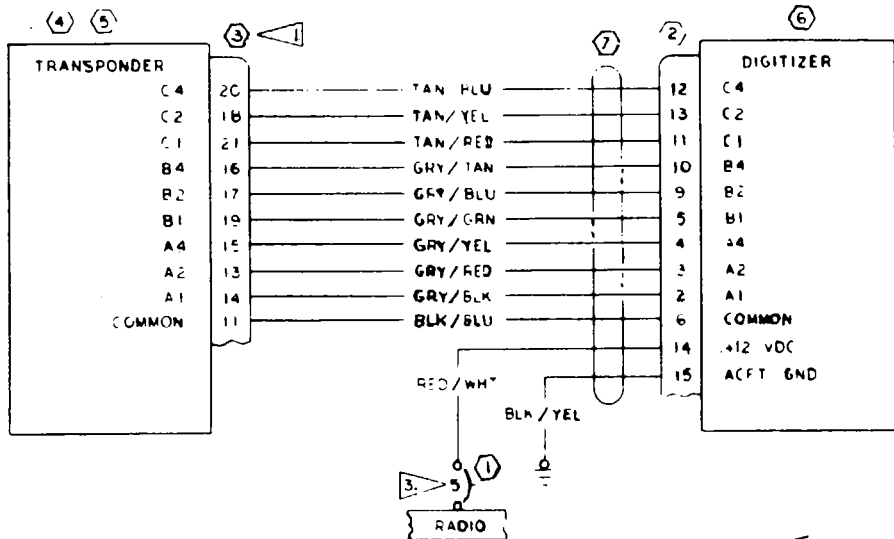 4 5 3 1 7 2 6
TRANSPONDER DIGITIZER
C4 20 TAN BLU 12 C4
C2 18 TAN/YEL 13 C2
C1 21 TAN/RED 11 C1
B4 16 GRY/TAN 10 B4
B2 17 GRY/BLU 9 B2
B1 19 GRY/GRN 5 B1
A4 15 GRY/YEL 4 A4
A2 13 GRY/RED 3 A2
A1 14 GRY/BLK 2 A1
COMMON 11 BLK/BLU 6 COMMON
14 +12 VDC
RED/WHT 15 ACFT GND
BLK/YEL
3. 5 1
RADIO